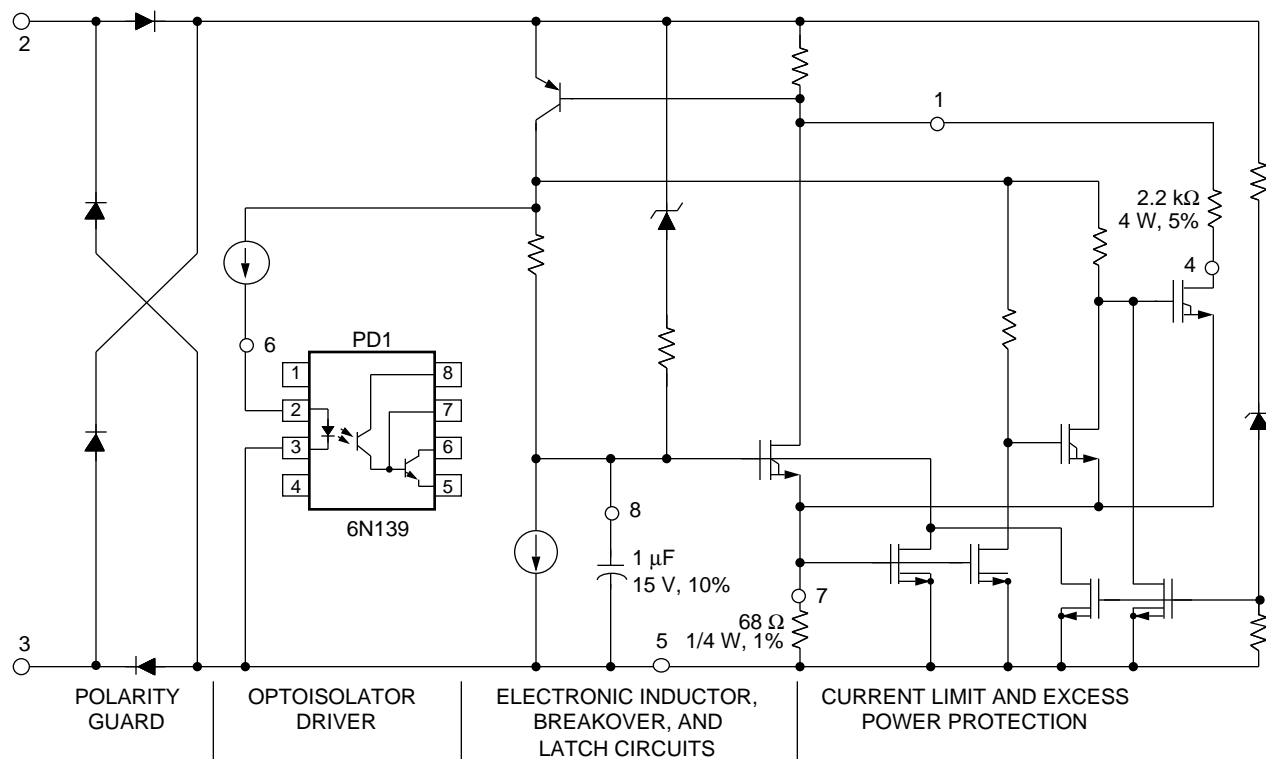 2
1
2.2 kΩ
4 W, 5%
4
6
PD1
1
8
2
7
3
6
4
5
6N139
8
1 μF
15 V, 10%
7
68 Ω
1/4 W, 1%
5
3
POLARITY
GUARD
OPTOISOLATOR
DRIVER
ELECTRONIC INDUCTOR,
BREAKOVER, AND
LATCH CIRCUITS
CURRENT LIMIT AND EXCESS
POWER PROTECTION